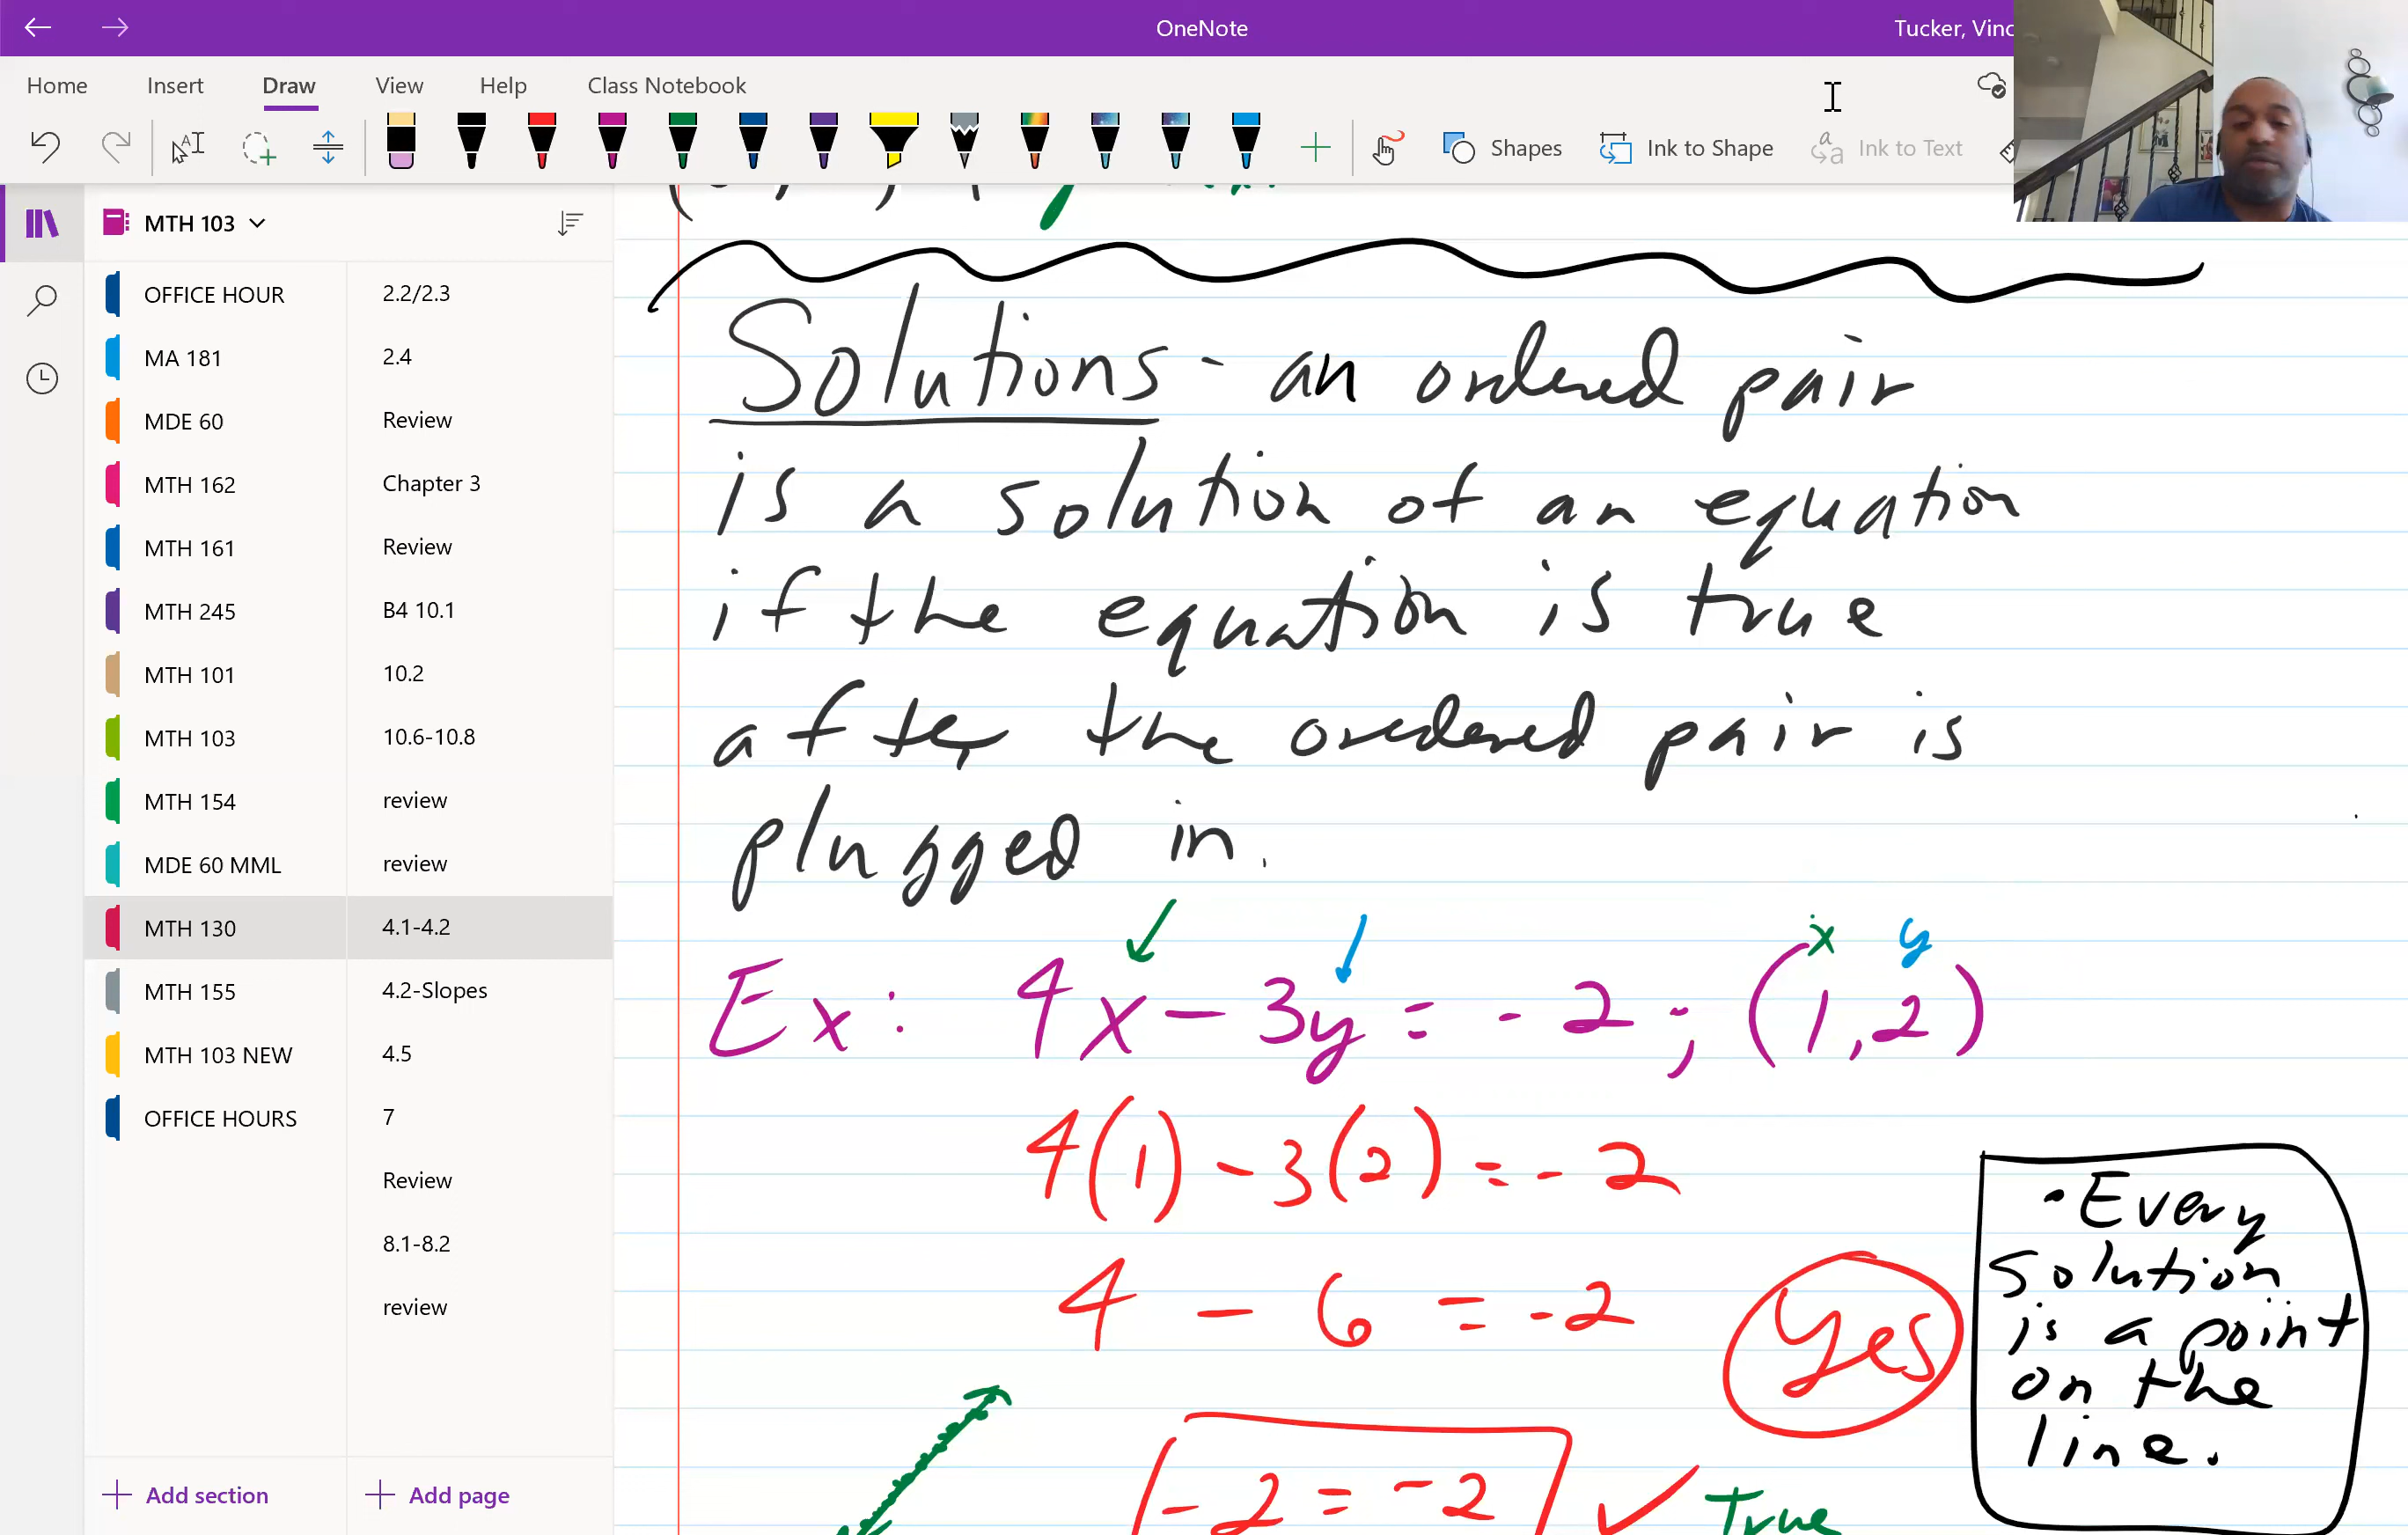 OneNote
Tucker, Vinc
Home Insert Draw View Help Class Notebook
Shapes Ink to Shape Ink to Text
MTH 103
OFFICE HOUR
MA 181
MDE 60
MTH 162
MTH 161
MTH 245
MTH 101
MTH 103
MTH 154
MDE 60 MML
MTH 130
MTH 155
MTH 103 NEW
OFFICE HOURS
Add section
2.2/2.3
2.4
Review
Chapter 3
Review
B4 10.1
10.2
10.6-10.8
review
review
4.1-4.2
4.2-Slopes
4.5
7
Review
8.1-8.2
review
Add page
Solutions - an ordered pair
is a solution of an equation
if the equation is true
after the oredered pair is
plugged in.
x y
Ex: 4x - 3y = -2 ; (1,2)
4(1) - 3(2) = -2
4 - 6 = -2
Yes
-2 = -2 ✓ True
• Every
solution
is a point
on the
line.